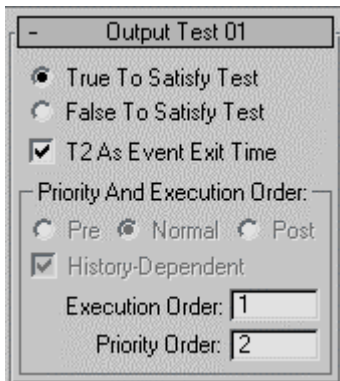 - Output Test 01
True To Satisfy Test
False To Satisfy Test
T2 As Event Exit Time
Priority And Execution Order:
Pre Normal Post
History-Dependent
Execution Order: 1
Priority Order: 2